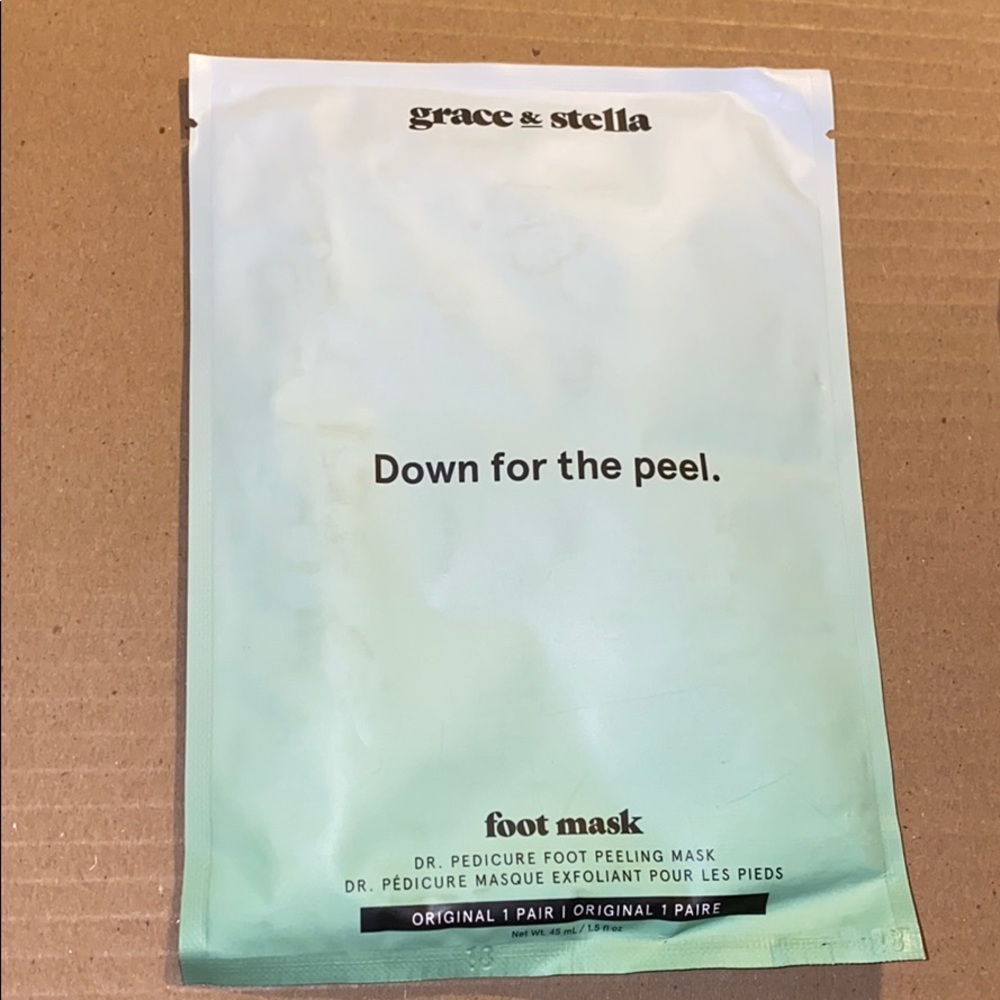 grace & stella
Down for the peel.
foot mask
DR. PEDICURE FOOT PEELING MASK
DR. PÉDICURE MASQUE EXFOLIANT POUR LES PIEDS
ORIGINAL 1 PAIR | ORIGINAL 1 PAIRE
Net Wt. 45 mL / 1.5 fl oz